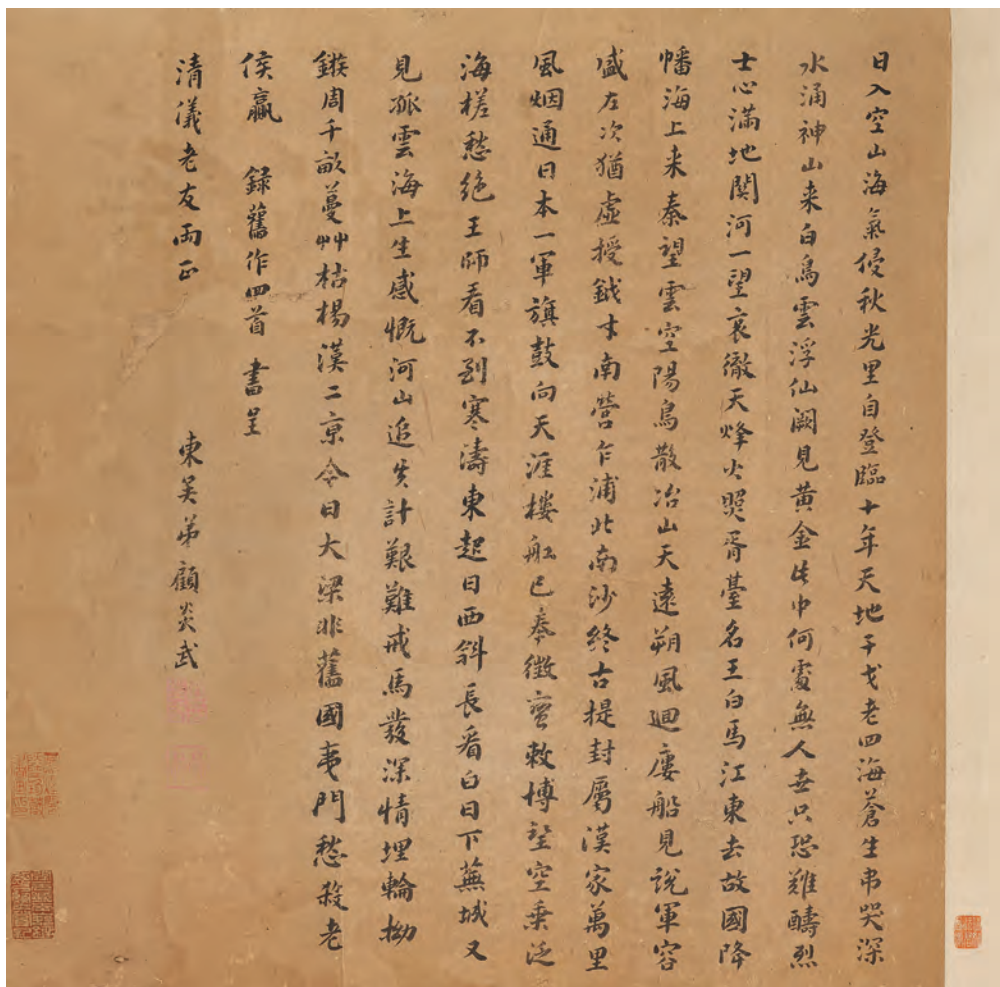 日入空山海氣侵秋光里自登臨十年天地干戈老四海蒼生弔哭深
水涌神山来白鳥雲浮仙闕見黃金此中何處無人世只恐難醻烈
士心滿地関河一望哀徹天烽火照胥臺名王白馬江東去故國降
幡海上来秦望雲空陽鳥散冶山天遠朔風迴廔船見說軍容
盛左次猶虛授鉞才南營乍浦北南沙終古提封屬漢家萬里
風烟通日本一軍旗鼓向天涯樓舡已奉徵蠻敕博望空乗泛
海槎愁絶王師看不到寒濤東起日西斜長看白日下蕪城又
見孤雲海上生感慨河山追失計艱難戎馬發深情埋輪拗
鏃周千畝蔓艸枯楊漢二京今日大梁非舊國夷門愁殺老
侯嬴 録舊作四首 書呈
清儀老友兩正 東吴弟顧炎武